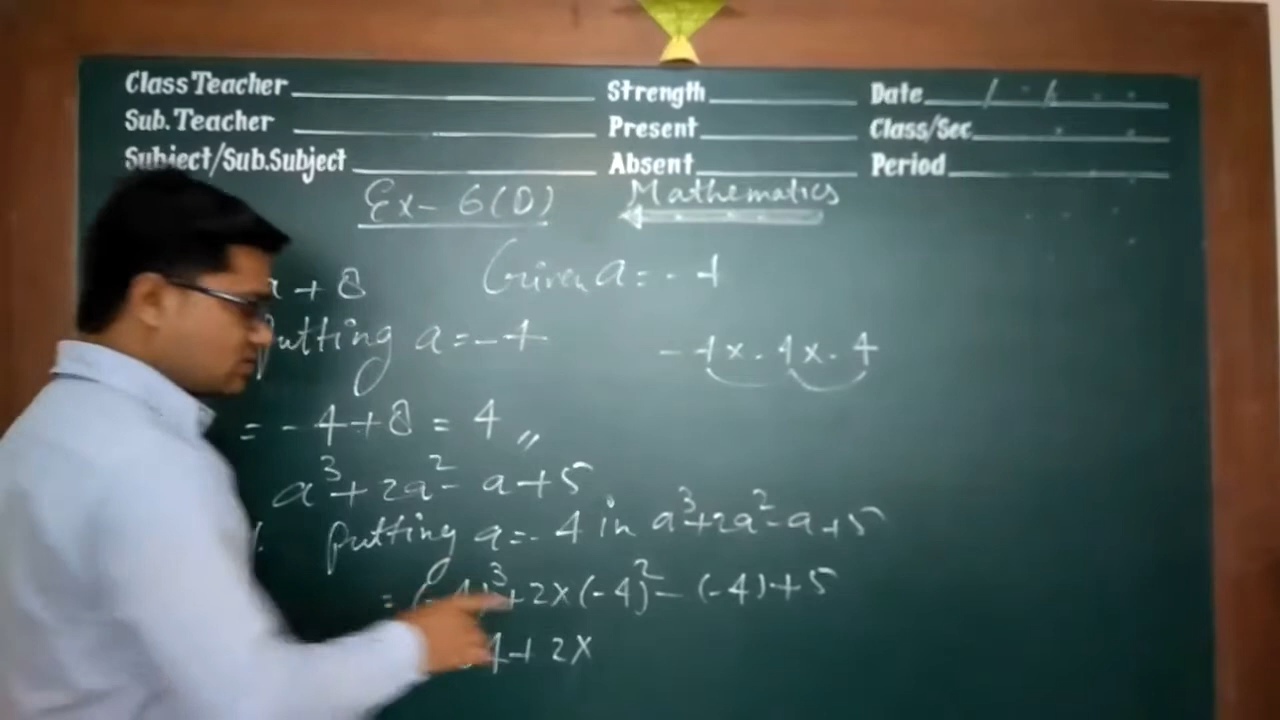 Class Teacher
Strength
Date / /
Sub. Teacher
Present
Class/Sec.
Subject/Sub.Subject
Absent
Period
Ex- 6(D)
Mathematics
a + 8
Given a = - 4
Putting a = - 4
- 4 x - 4 x - 4
= - 4 + 8 = 4 〃
a³ + 2a² - a + 5
Putting a = - 4 in a³ + 2a² - a + 5
= (-4)³ + 2x(-4)² - (-4) + 5
4 + 2x